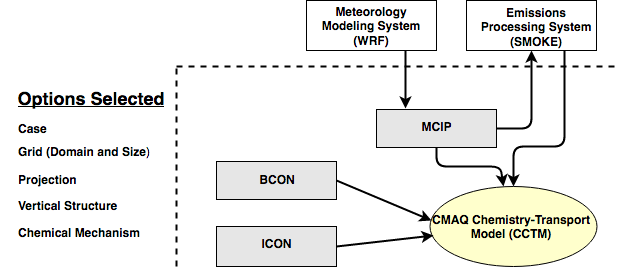 Meteorology
Modeling System
(WRF)
Emissions
Processing System
(SMOKE)
Options Selected
Case
Grid (Domain and Size)
Projection
Vertical Structure
Chemical Mechanism
MCIP
BCON
ICON
CMAQ Chemistry-Transport
Model (CCTM)